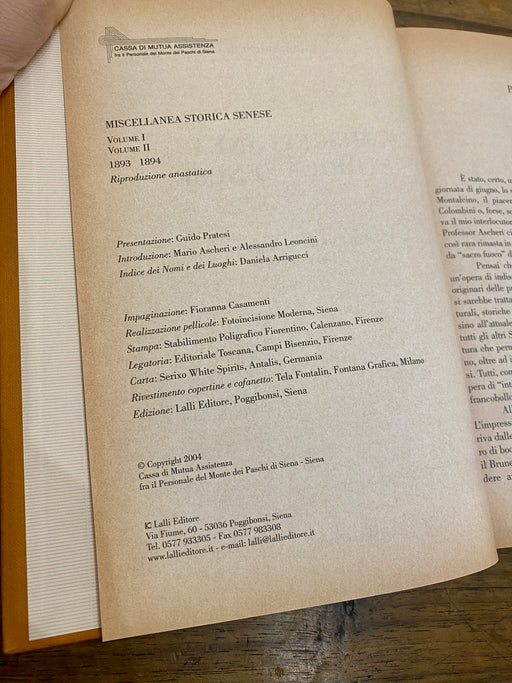 CASSA DI MUTUA ASSISTENZA
fra il Personale del Monte dei Paschi di Siena
MISCELLANEA STORICA SENESE
VOLUME I
VOLUME II
1893 1894
Riproduzione anastatica
Presentazione: Guido Pratesi
Introduzione: Mario Ascheri e Alessandro Leoncini
Indice dei Nomi e dei Luoghi: Daniela Arrigucci
Impaginazione: Fioranna Casamenti
Realizzazione pellicole: Fotoincisione Moderna, Siena
Stampa: Stabilimento Poligrafico Fiorentino, Calenzano, Firenze
Legatoria: Editoriale Toscana, Campi Bisenzio, Firenze
Carta: Serixo White Spirits, Antalis, Germania
Rivestimento copertine e cofanetto: Tela Fontalin, Fontana Grafica, Milano
Edizione: Lalli Editore, Poggibonsi, Siena
© Copyright 2004
Cassa di Mutua Assistenza
fra il Personale del Monte dei Paschi di Siena - Siena
Lalli Editore
Via Fiume, 60 - 53036 Poggibonsi, Siena
Tel. 0577 933305 - Fax 0577 983308
www.lallieditore.it - e-mail: lalli@lallieditore.it
P
È stato, certo, u
giornata di giugno, lo s
Montalcino, il piacer
Colombini o, forse, se
va il mio interlocutor
Professor Ascheri ci
così rara rimasta in
da “sacro fuoco” d
Pensai che
un'opera di indisc
originari delle pr
si sarebbe tratta
turali, storiche
sino all'attuale
tutti gli altri S
tura che perm
no, oltre ad i
si. Tutti, com
pera di “int
francobollo
Al
L'impress
riva dalle
ro di boc
il Brune
dere a